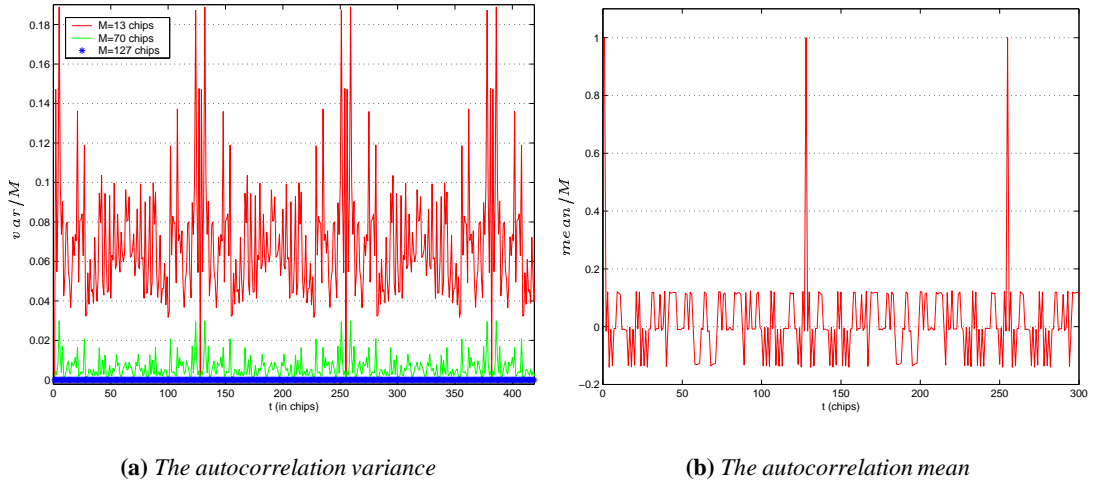 0.18
0.16
0.14
0.12
0.1
0.08
0.06
0.04
0.02
0
var/M
M=13 chips
M=70 chips
M=127 chips
0 50 100 150 200 250 300 350 400
t (in chips)
1
0.8
0.6
0.4
0.2
0
−0.2
mean/M
0 50 100 150 200 250 300
t (chips)
(a) The autocorrelation variance
(b) The autocorrelation mean